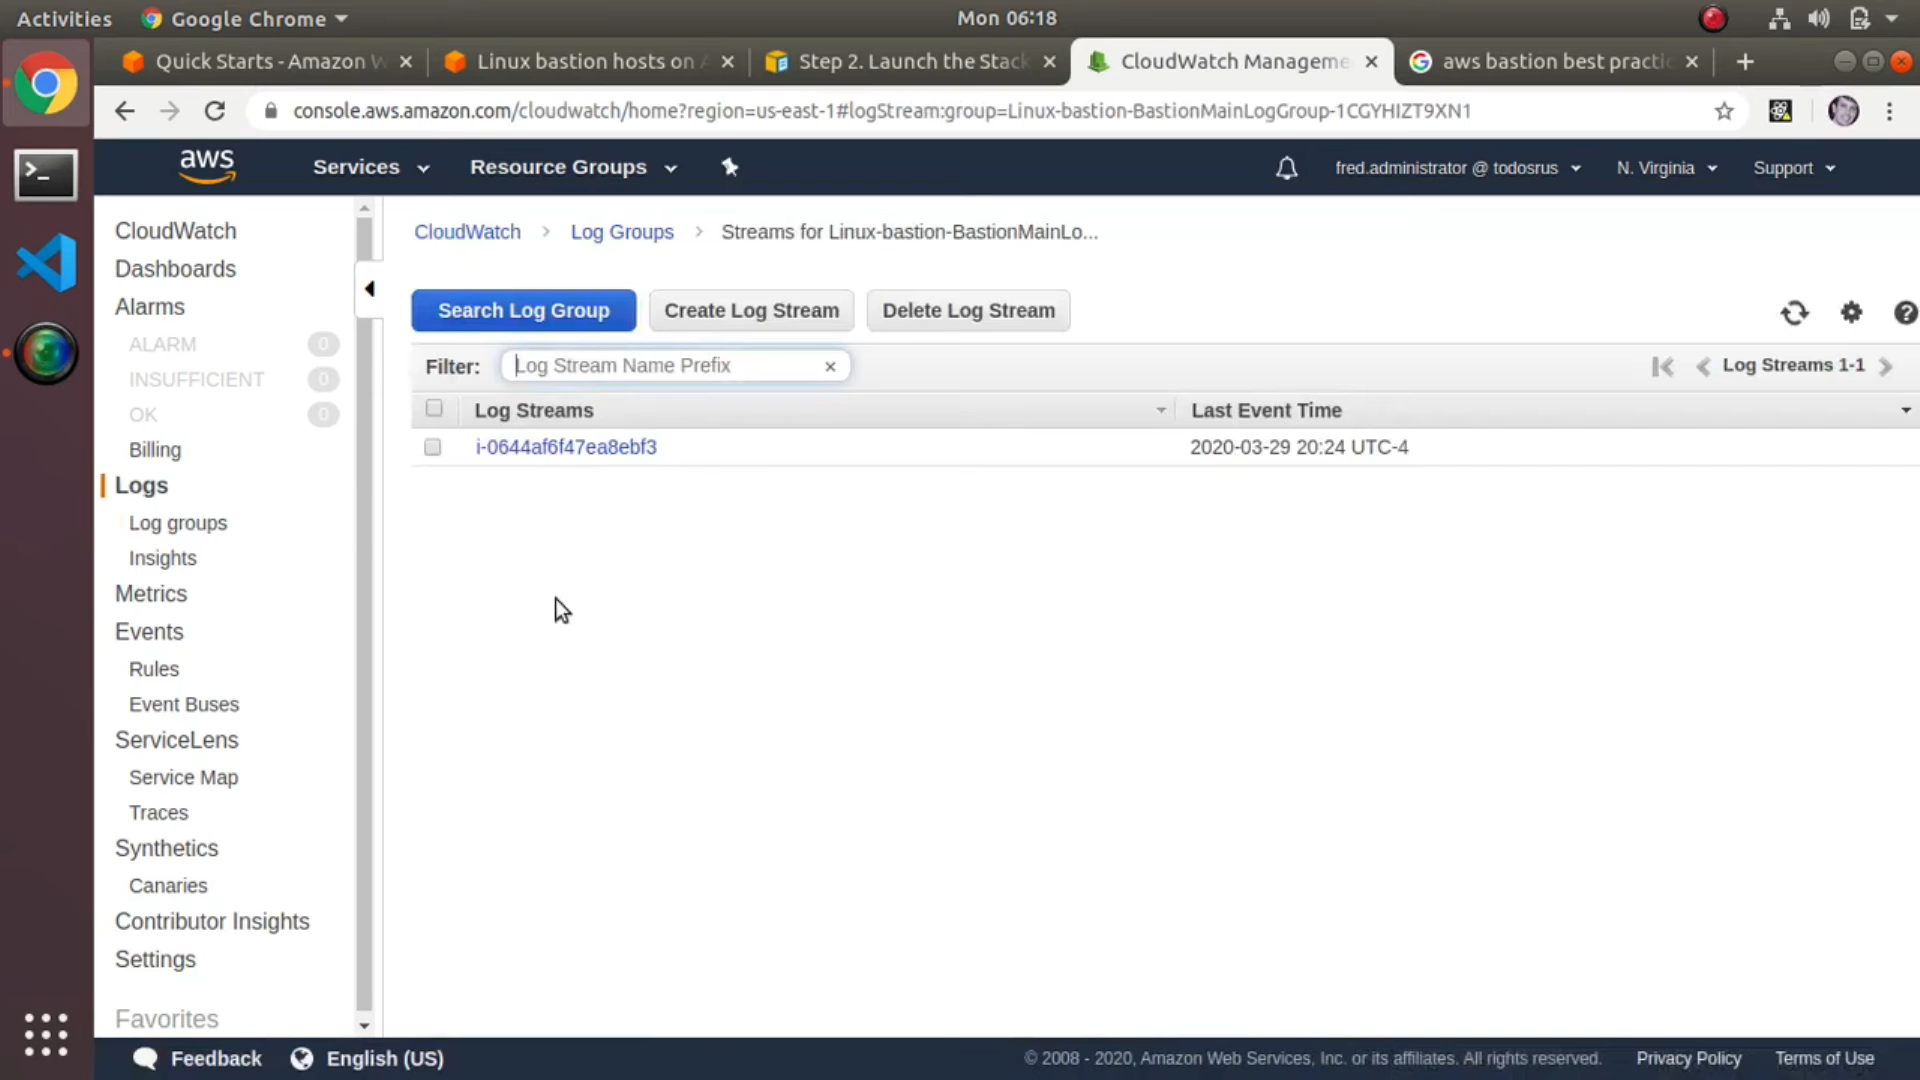 Activities
Google Chrome
Mon 06:18
Quick Starts - Amazon W
Linux bastion hosts on A
Step 2. Launch the Stack
CloudWatch Manageme
aws bastion best practic
console.aws.amazon.com/cloudwatch/home?region=us-east-1#logStream:group=Linux-bastion-BastionMainLogGroup-1CGYHIZT9XN1
aws
Services
Resource Groups
fred.administrator @ todosrus
N. Virginia
Support
CloudWatch
Dashboards
Alarms
ALARM 0
INSUFFICIENT 0
OK 0
Billing
Logs
Log groups
Insights
Metrics
Events
Rules
Event Buses
ServiceLens
Service Map
Traces
Synthetics
Canaries
Contributor Insights
Settings
Favorites
CloudWatch > Log Groups > Streams for Linux-bastion-BastionMainLo...
Search Log Group
Create Log Stream
Delete Log Stream
Filter: Log Stream Name Prefix
Log Streams 1-1
Log Streams
Last Event Time
i-0644af6f47ea8ebf3
2020-03-29 20:24 UTC-4
Feedback
English (US)
© 2008 - 2020, Amazon Web Services, Inc. or its affiliates. All rights reserved.
Privacy Policy
Terms of Use